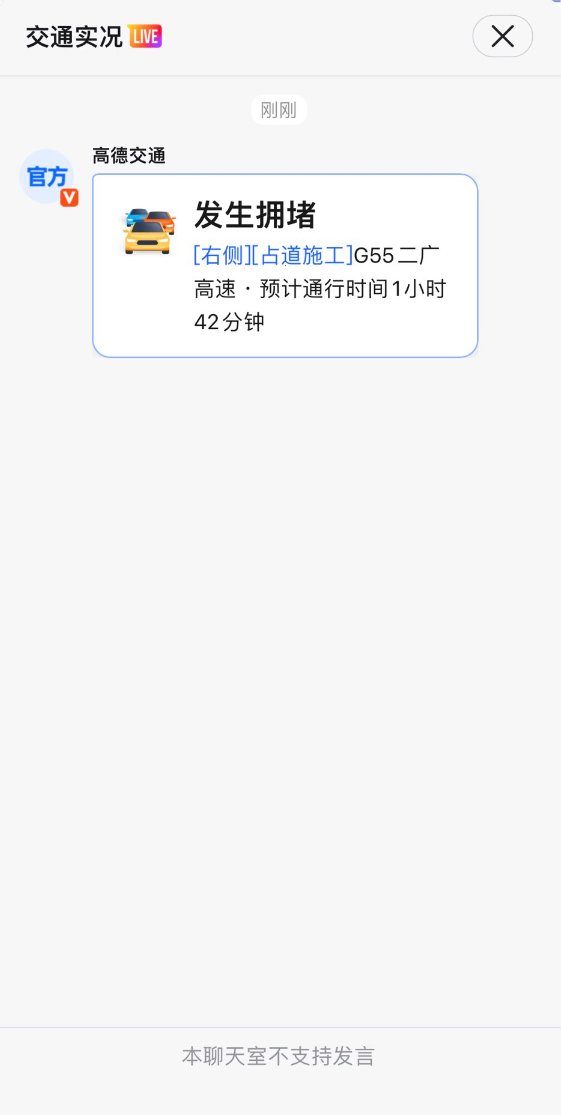 交通实况 LIVE
刚刚
高德交通
官方
V
发生拥堵
[右侧][占道施工]G55二广
高速·预计通行时间1小时
42分钟
本聊天室不支持发言